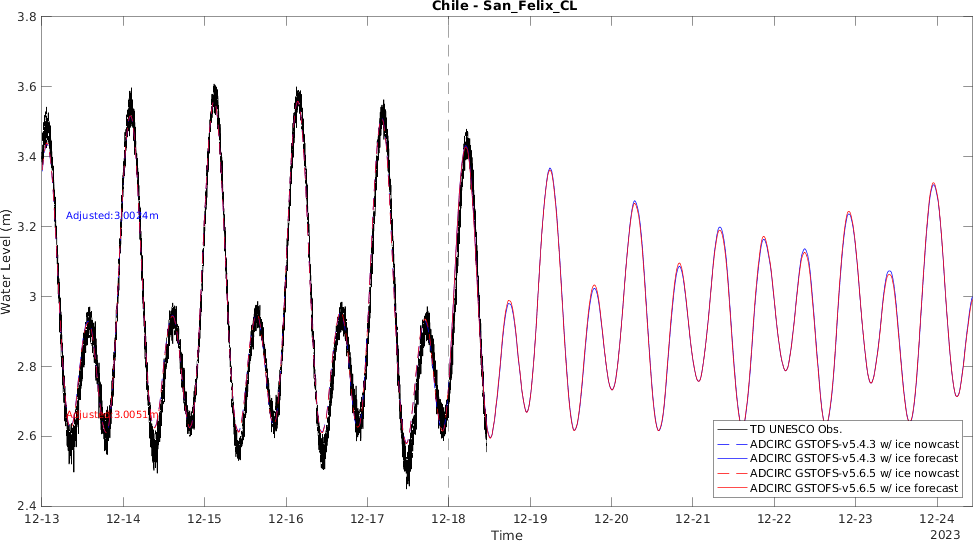 Chile - San_Felix_CL
3.8
3.6
3.4
3.2
3
2.8
2.6
2.4
Water Level (m)
Adjusted:3.0024m
Adjusted:3.0051m
TD UNESCO Obs.
ADCIRC GSTOFS-v5.4.3 w/ ice nowcast
ADCIRC GSTOFS-v5.4.3 w/ ice forecast
ADCIRC GSTOFS-v5.6.5 w/ ice nowcast
ADCIRC GSTOFS-v5.6.5 w/ ice forecast
12-13 12-14 12-15 12-16 12-17 12-18 12-19 12-20 12-21 12-22 12-23 12-24
Time
2023